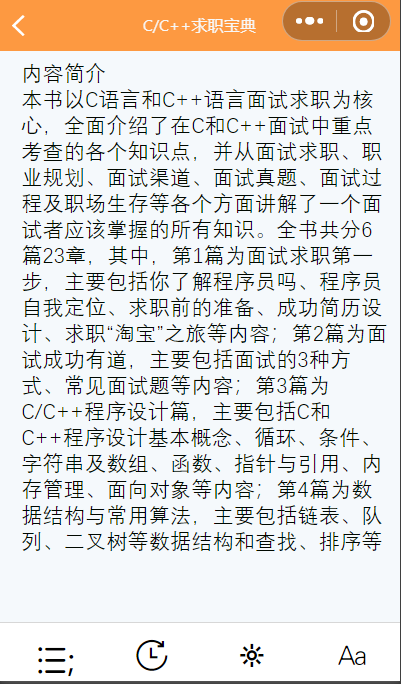 C/C++求职宝典
内容简介
本书以C语言和C++语言面试求职为核
心，全面介绍了在C和C++面试中重点
考查的各个知识点，并从面试求职、职
业规划、面试渠道、面试真题、面试过
程及职场生存等各个方面讲解了一个面
试者应该掌握的所有知识。全书共分6
篇23章，其中，第1篇为面试求职第一
步，主要包括你了解程序员吗、程序员
自我定位、求职前的准备、成功简历设
计、求职“淘宝”之旅等内容；第2篇为面
试成功有道，主要包括面试的3种方
式、常见面试题等内容；第3篇为
C/C++程序设计篇，主要包括C和
C++程序设计基本概念、循环、条件、
字符串及数组、函数、指针与引用、内
存管理、面向对象等内容；第4篇为数
据结构与常用算法，主要包括链表、队
列、二叉树等数据结构和查找、排序等
; Aa